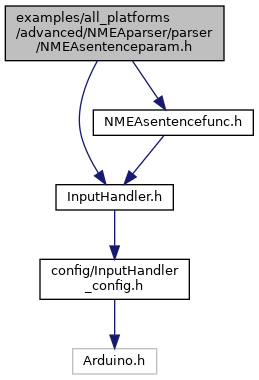 examples/all_platforms
/advanced/NMEAparser/parser
/NMEAsentenceparam.h
NMEAsentencefunc.h
InputHandler.h
config/InputHandler
_config.h
Arduino.h